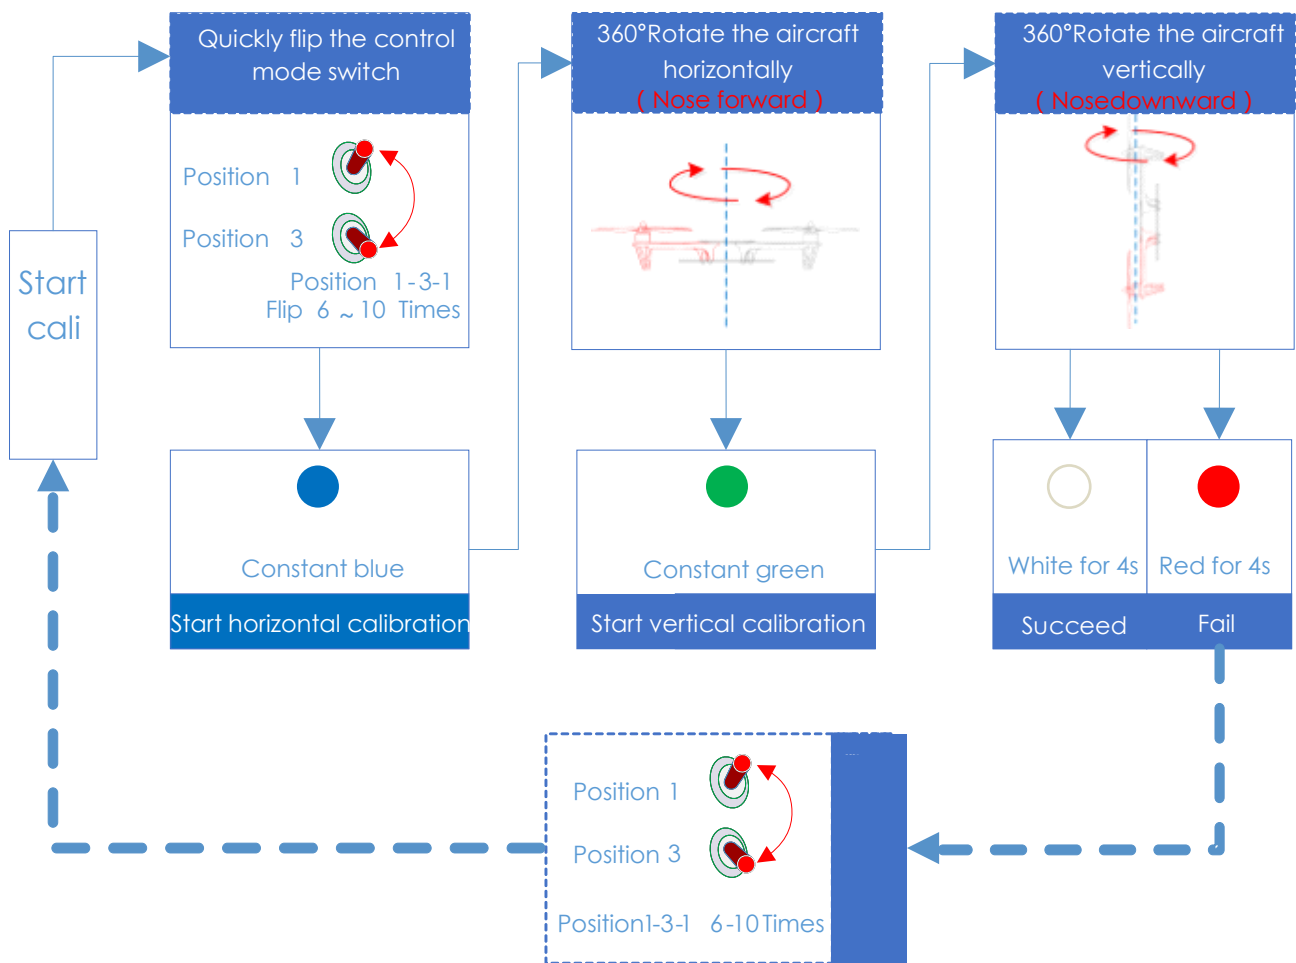 Start
cali
Quickly flip the control
mode switch
Position 1
Position 3
Position 1-3-1
Flip 6 ~ 10 Times
Constant blue
Start horizontal calibration
360°Rotate the aircraft
horizontally
( Nose forward )
Constant green
Start vertical calibration
360°Rotate the aircraft
vertically
( Nosedownward )
White for 4s
Succeed
Red for 4s
Fail
Position 1
Position 3
Position1-3-1 6-10Times